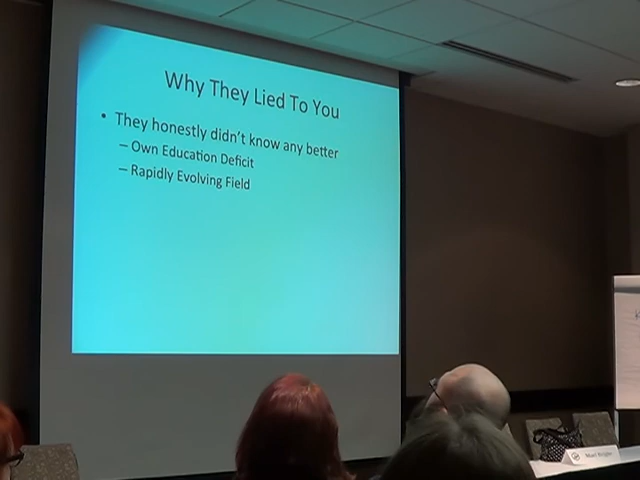 Why They Lied To You
• They honestly didn't know any better
– Own Education Deficit
– Rapidly Evolving Field